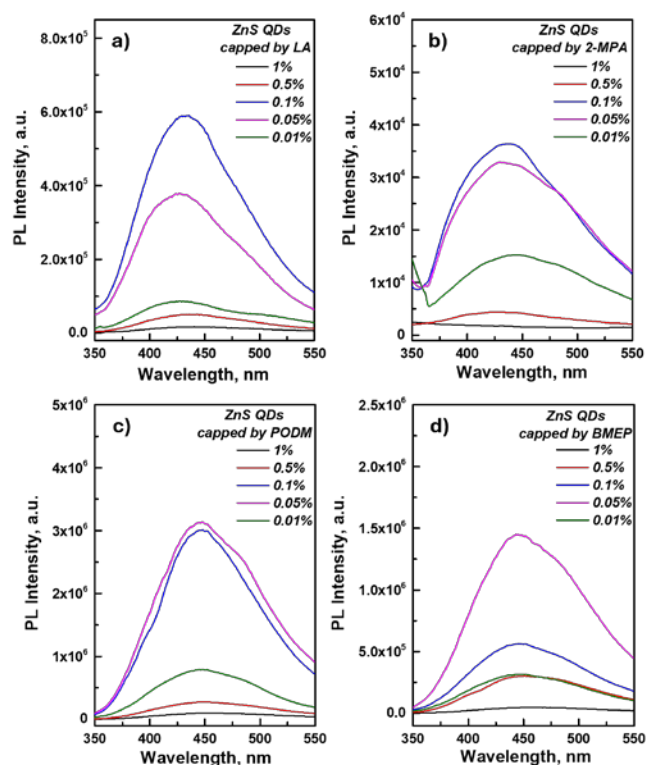 a)
ZnS QDs
capped by LA
1%
0.5%
0.1%
0.05%
0.01%
8.0x10⁵
6.0x10⁵
4.0x10⁵
2.0x10⁵
0.0
PL Intensity, a.u.
350 400 450 500 550
Wavelength, nm
b)
ZnS QDs
capped by 2-MPA
1%
0.5%
0.1%
0.05%
0.01%
6x10⁴
5x10⁴
4x10⁴
3x10⁴
2x10⁴
1x10⁴
0
PL Intensity, a.u.
350 400 450 500 550
Wavelength, nm
c)
ZnS QDs
capped by PODM
1%
0.5%
0.1%
0.05%
0.01%
5x10⁶
4x10⁶
3x10⁶
2x10⁶
1x10⁶
0
PL Intensity, a.u.
350 400 450 500 550
Wavelength, nm
d)
ZnS QDs
capped by BMEP
1%
0.5%
0.1%
0.05%
0.01%
2.5x10⁶
2.0x10⁶
1.5x10⁶
1.0x10⁶
5.0x10⁵
0.0
PL Intensity, a.u.
350 400 450 500 550
Wavelength, nm